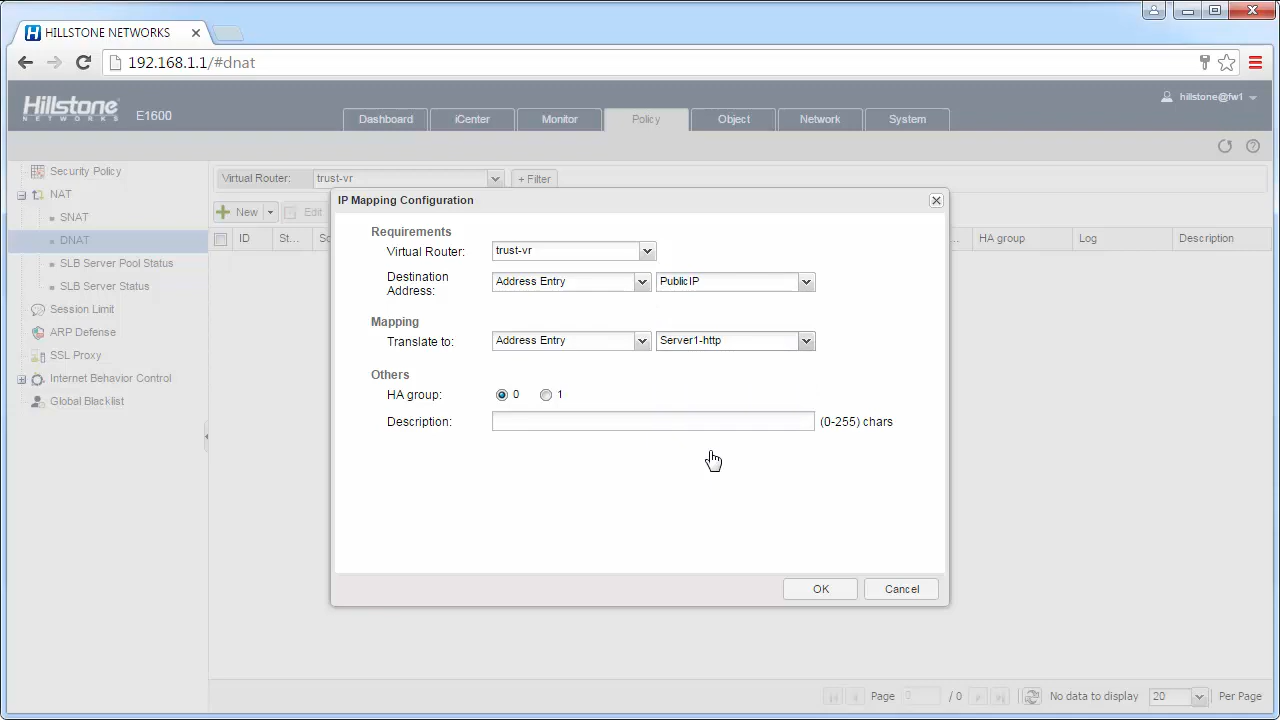 HILLSTONE NETWORKS
192.168.1.1/#dnat
Hillstone
NETWORKS
E1600
Dashboard
iCenter
Monitor
Policy
Object
Network
System
hillstone@fw1
Security Policy
NAT
SNAT
DNAT
SLB Server Pool Status
SLB Server Status
Session Limit
ARP Defense
SSL Proxy
Internet Behavior Control
Global Blacklist
Virtual Router: trust-vr + Filter
New Edit
ID St... HA group Log Description
IP Mapping Configuration
Requirements
Virtual Router: trust-vr
Destination Address: Address Entry PublicIP
Mapping
Translate to: Address Entry Server1-http
Others
HA group: 0 1
Description: (0-255) chars
OK Cancel
Page 0 / 0 No data to display 20 Per Page